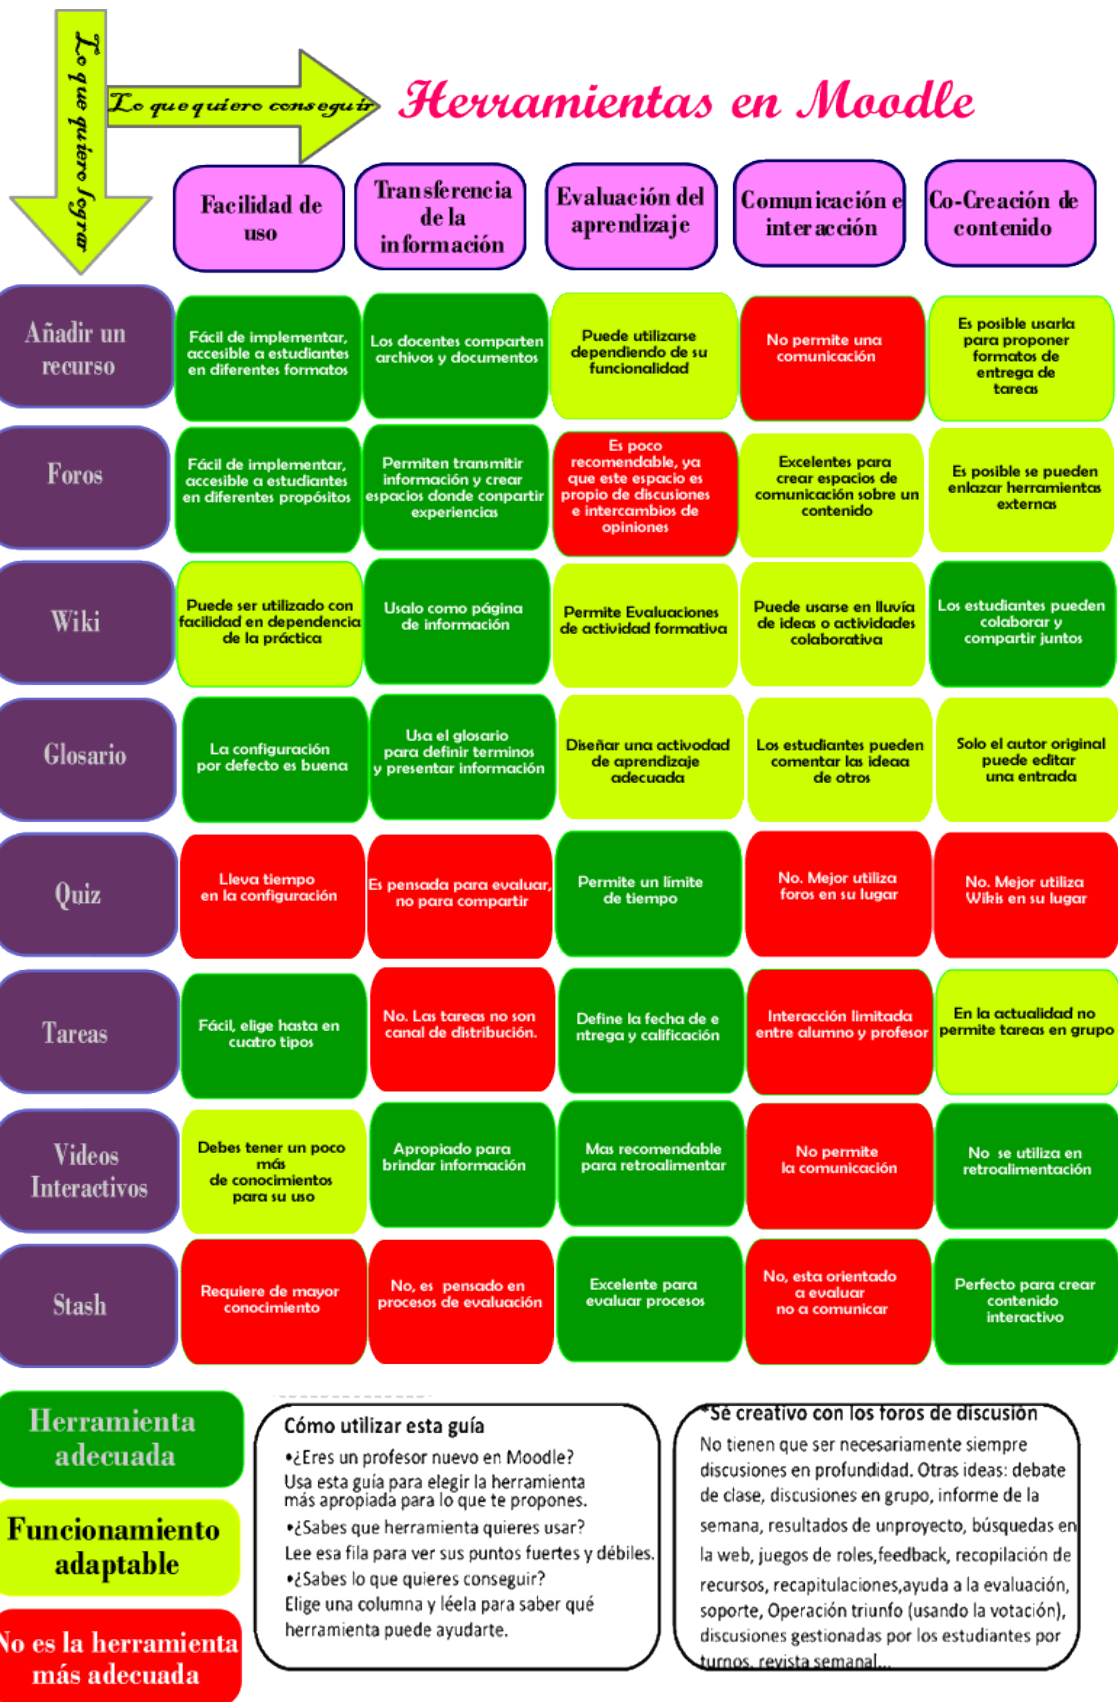 Lo que quiero lograr
Lo que quiero conseguir
Herramientas en Moodle
Facilidad de
uso
Transferencia
de la
información
Evaluación del
aprendizaje
Comunicación e
interacción
Co-Creación de
contenido
Añadir un
recurso
Fácil de implementar,
accesible a estudiantes
en diferentes formatos
Los docentes comparten
archivos y documentos
Puede utilizarse
dependiendo de su
funcionalidad
No permite una
comunicación
Es posible usarla
para proponer
formatos de
entrega de
tareas
Foros
Fácil de implementar,
accesible a estudiantes
en diferentes propósitos
Permiten transmitir
información y crear
espacios donde conpartir
experiencias
Es poco
recomendable, ya
que este espacio es
propio de discusiones
e intercambios de
opiniones
Excelentes para
crear espacios de
comunicación sobre un
contenido
Es posible se pueden
enlazar herramientas
externas
Wiki
Puede ser utilizado con
facilidad en dependencia
de la práctica
Usalo como página
de información
Permite Evaluaciones
de actividad formativa
Puede usarse en lluvía
de ideas o actividades
colaborativa
Los estudiantes pueden
colaborar y
compartir juntos
Glosario
La configuración
por defecto es buena
Usa el glosario
para definir terminos
y presentar información
Diseñar una activodad
de aprendizaje
adecuada
Los estudiantes pueden
comentar las ideaa
de otros
Solo el autor original
puede editar
una entrada
Quiz
Lleva tiempo
en la configuración
Es pensada para evaluar,
no para compartir
Permite un límite
de tiempo
No. Mejor utiliza
foros en su lugar
No. Mejor utiliza
Wikis en su lugar
Tareas
Fácil, elige hasta en
cuatro tipos
No. Las tareas no son
canal de distribución.
Define la fecha de e
ntrega y calificación
Interacción limitada
entre alumno y profesor
En la actualidad no
permite tareas en grupo
Videos
Interactivos
Debes tener un poco
más
de conocimientos
para su uso
Apropiado para
brindar información
Mas recomendable
para retroalimentar
No permite
la comunicación
No se utiliza en
retroalimentación
Stash
Requiere de mayor
conocimiento
No, es pensado en
procesos de evaluación
Excelente para
evaluar procesos
No, esta orientado
a evaluar
no a comunicar
Perfecto para crear
contenido
interactivo
Herramienta
adecuada
Funcionamiento
adaptable
No es la herramienta
más adecuada
Cómo utilizar esta guía
•¿Eres un profesor nuevo en Moodle?
Usa esta guía para elegir la herramienta
más apropiada para lo que te propones.
•¿Sabes que herramienta quieres usar?
Lee esa fila para ver sus puntos fuertes y débiles.
•¿Sabes lo que quieres conseguir?
Elige una columna y léela para saber qué
herramienta puede ayudarte.
*Sé creativo con los foros de discusión
No tienen que ser necesariamente siempre
discusiones en profundidad. Otras ideas: debate
de clase, discusiones en grupo, informe de la
semana, resultados de unproyecto, búsquedas en
la web, juegos de roles,feedback, recopilación de
recursos, recapitulaciones,ayuda a la evaluación,
soporte, Operación triunfo (usando la votación),
discusiones gestionadas por los estudiantes por
turnos, revista semanal...